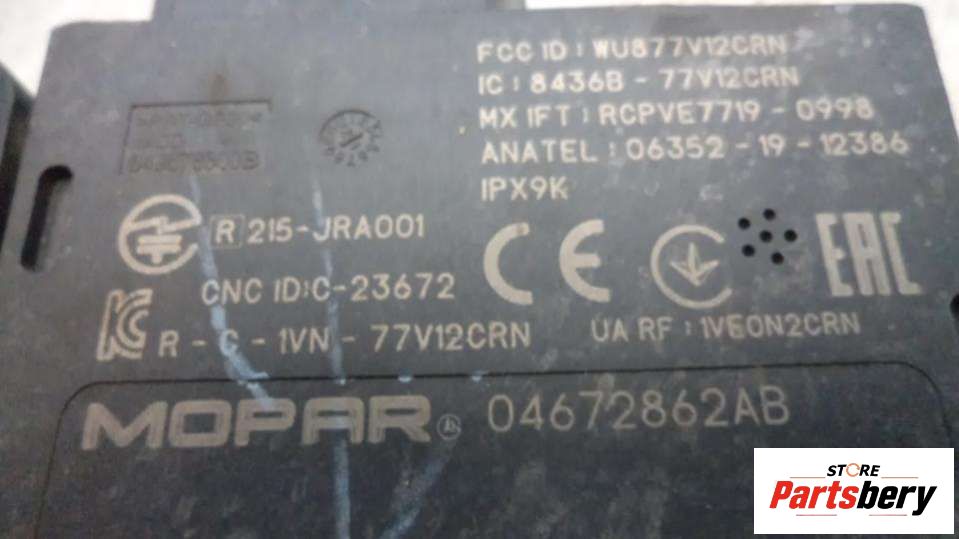 FCC ID : WU877V12CRN
IC : 8436B - 77V12CRN
MX IFT : RCPVE7719 - 0998
ANATEL : 06352 - 19 - 12386
IPX9K
R 215-JRA001
CE
EAC
CNC ID:C-23672
R - C - 1VN - 77V12CRN
UA RF : 1VEON2CRN
MOPAR® 04672862AB
STORE
Partsbery